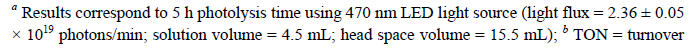 ᵃ Results correspond to 5 h photolysis time using 470 nm LED light source (light flux = 2.36 ± 0.05
× 10¹⁹ photons/min; solution volume = 4.5 mL; head space volume = 15.5 mL); ᵇ TON = turnover